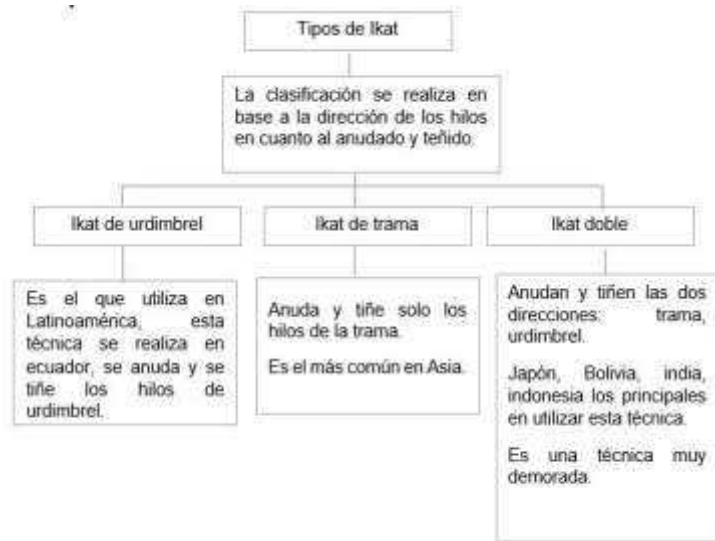 Tipos de Ikat
La clasificación se realiza en
base a la dirección de los hilos
en cuanto al anudado y teñido.
Ikat de urdimbrel
Ikat de trama
Ikat doble
Es el que utiliza en
Latinoamérica, esta
técnica se realiza en
ecuador, se anuda y se
tiñe los hilos de
urdimbrel.
Anuda y tiñe solo los
hilos de la trama.
Es el más común en Asia.
Anudan y tiñen las dos
direcciones: trama,
urdimbrel.
Japón, Bolivia, india,
indonesia los principales
en utilizar esta técnica.
Es una técnica muy
demorada.